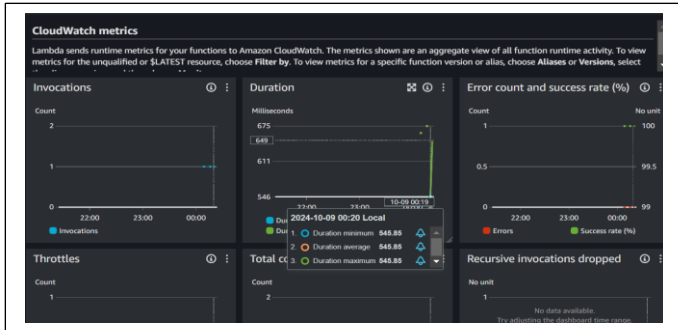 CloudWatch metrics
Lambda sends runtime metrics for your functions to Amazon CloudWatch. The metrics shown are an aggregate view of all function runtime activity. To view
metrics for the unqualified or $LATEST resource, choose Filter by. To view metrics for a specific function version or alias, choose Aliases or Versions, select
Invocations
Count
2
1
0
22:00 23:00 00:00
Invocations
Duration
Milliseconds
675
649
611
546
10-09 00:19
22:00 23:00
2024-10-09 00:20 Local
1. Duration minimum 545.85
2. Duration average 545.85
3. Duration maximum 545.85
Error count and success rate (%)
Count No unit
1 100
0.5 99.5
0 99
22:00 23:00 00:00
Errors Success rate (%)
Throttles
Count
1
Total
Count
2
Recursive invocations dropped
No unit
1
No data available.
Try adjusting the dashboard time range.